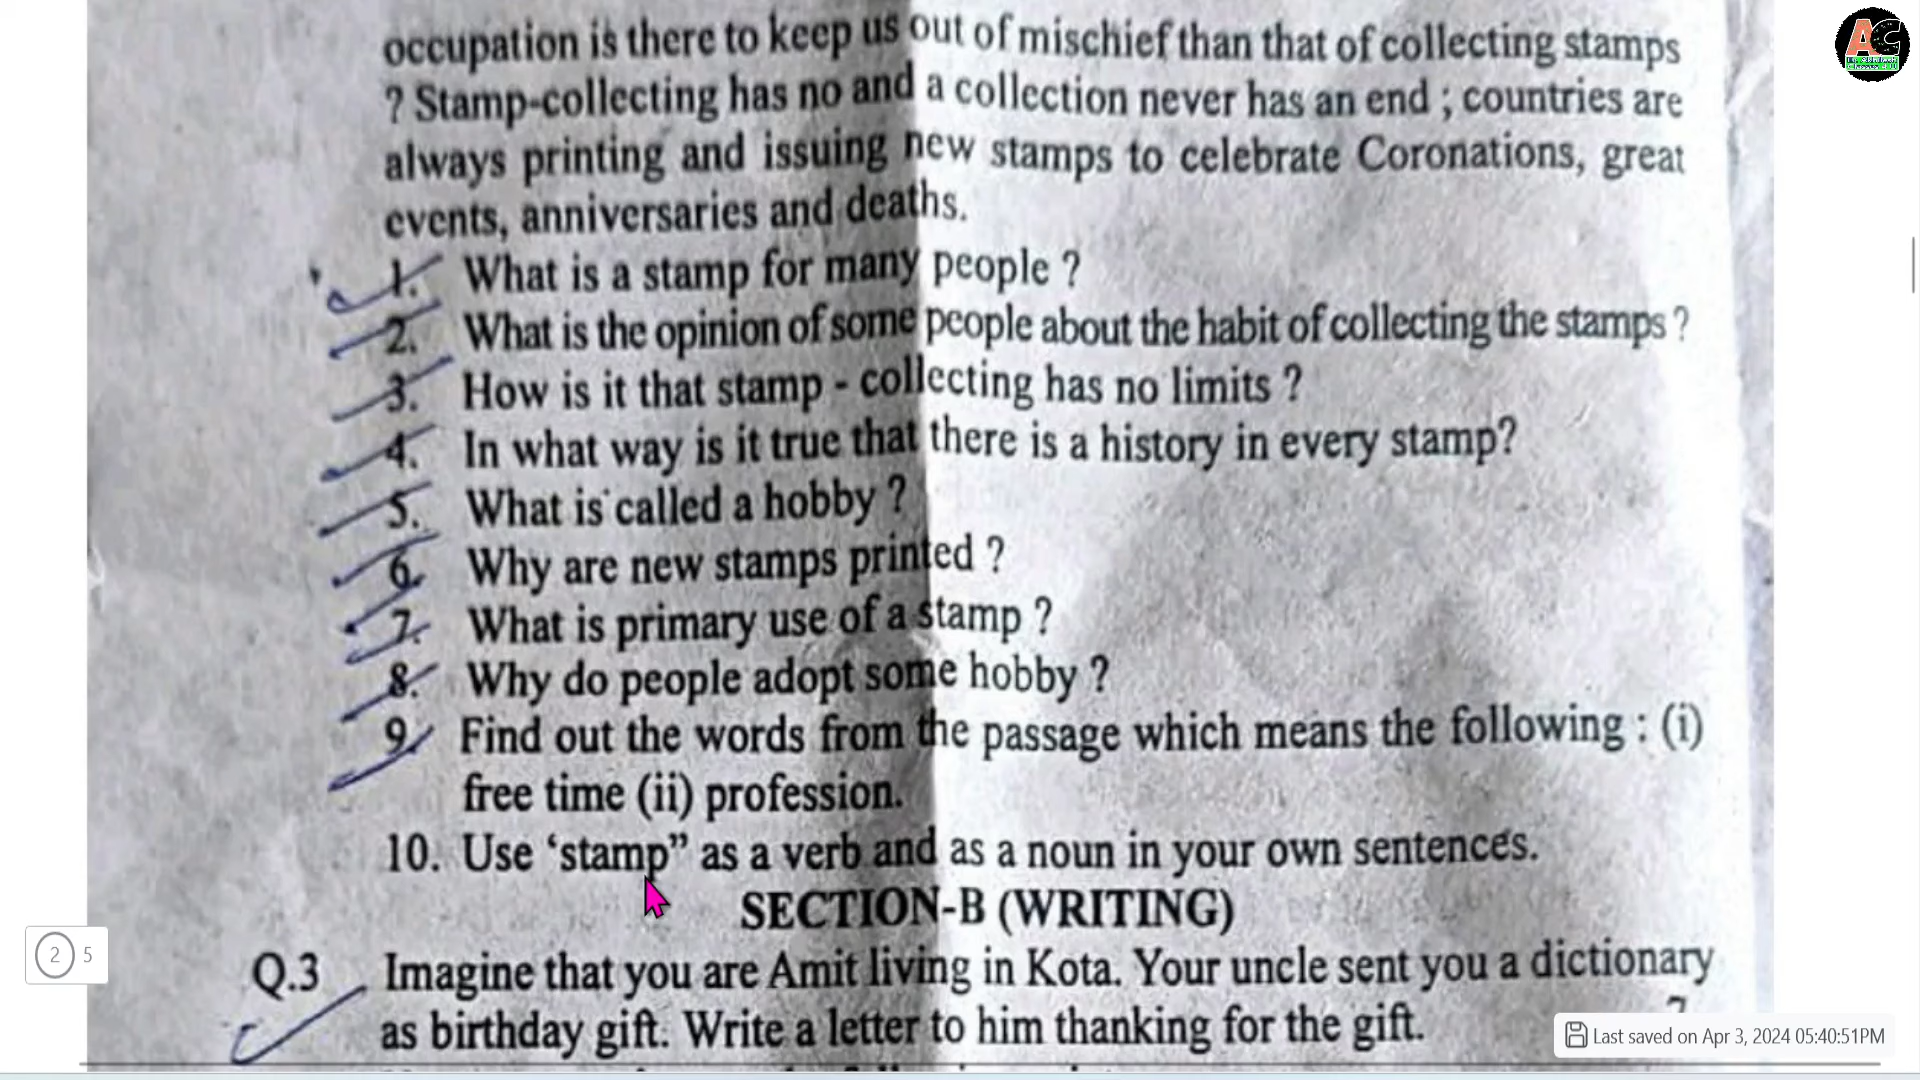 occupation is there to keep us out of mischief than that of collecting stamps
? Stamp-collecting has no and a collection never has an end ; countries are
always printing and issuing new stamps to celebrate Coronations, great
events, anniversaries and deaths.
1. What is a stamp for many people ?
2. What is the opinion of some people about the habit of collecting the stamps ?
3. How is it that stamp - collecting has no limits ?
4. In what way is it true that there is a history in every stamp?
5. What is called a hobby ?
6. Why are new stamps printed ?
7. What is primary use of a stamp ?
8. Why do people adopt some hobby ?
9. Find out the words from the passage which means the following : (i)
free time (ii) profession.
10. Use ‘stamp” as a verb and as a noun in your own sentences.
SECTION-B (WRITING)
Q.3 Imagine that you are Amit living in Kota. Your uncle sent you a dictionary
as birthday gift. Write a letter to him thanking for the gift.
AC
2 5
Last saved on Apr 3, 2024 05:40:51PM